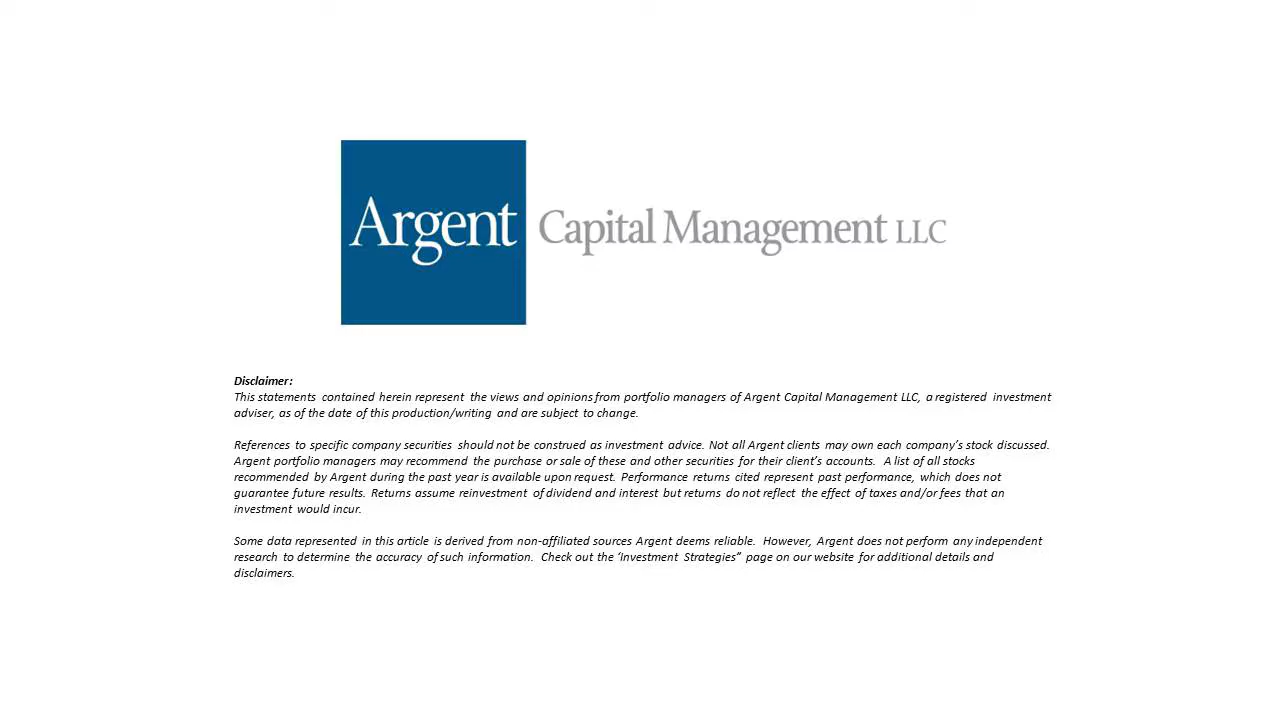 Argent Capital Management LLC
Disclaimer:
This statements contained herein represent the views and opinions from portfolio managers of Argent Capital Management LLC, a registered investment
adviser, as of the date of this production/writing and are subject to change.
References to specific company securities should not be construed as investment advice. Not all Argent clients may own each company's stock discussed.
Argent portfolio managers may recommend the purchase or sale of these and other securities for their client's accounts. A list of all stocks
recommended by Argent during the past year is available upon request. Performance returns cited represent past performance, which does not
guarantee future results. Returns assume reinvestment of dividend and interest but returns do not reflect the effect of taxes and/or fees that an
investment would incur.
Some data represented in this article is derived from non-affiliated sources Argent deems reliable. However, Argent does not perform any independent
research to determine the accuracy of such information. Check out the ‘Investment Strategies” page on our website for additional details and
disclaimers.